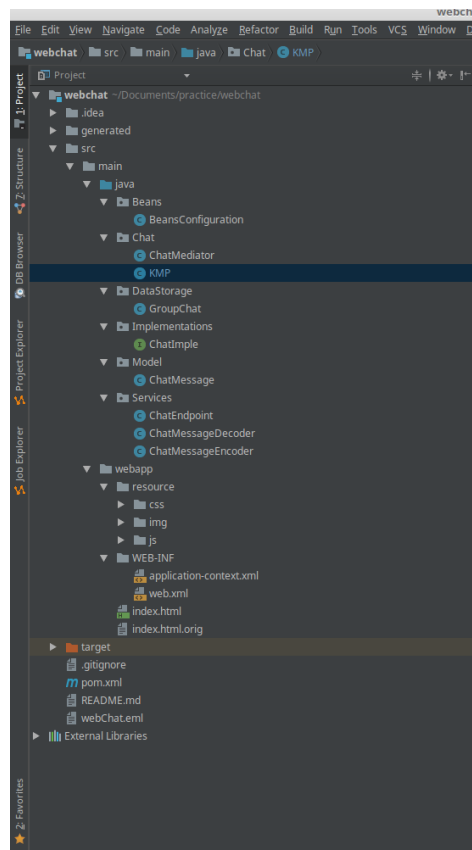 webch
File Edit View Navigate Code Analyze Refactor Build Run Tools VCS Window D
webchat src main java Chat KMP
Project
1: Project
webchat ~/Documents/practice/webchat
.idea
generated
src
main
java
Beans
BeansConfiguration
Chat
ChatMediator
KMP
DataStorage
GroupChat
Implementations
ChatImple
Model
ChatMessage
Services
ChatEndpoint
ChatMessageDecoder
ChatMessageEncoder
webapp
resource
css
img
js
WEB-INF
application-context.xml
web.xml
index.html
index.html.orig
target
.gitignore
pom.xml
README.md
webChat.eml
External Libraries
Z: Structure
DB Browser
Project Explorer
Job Explorer
2: Favorites